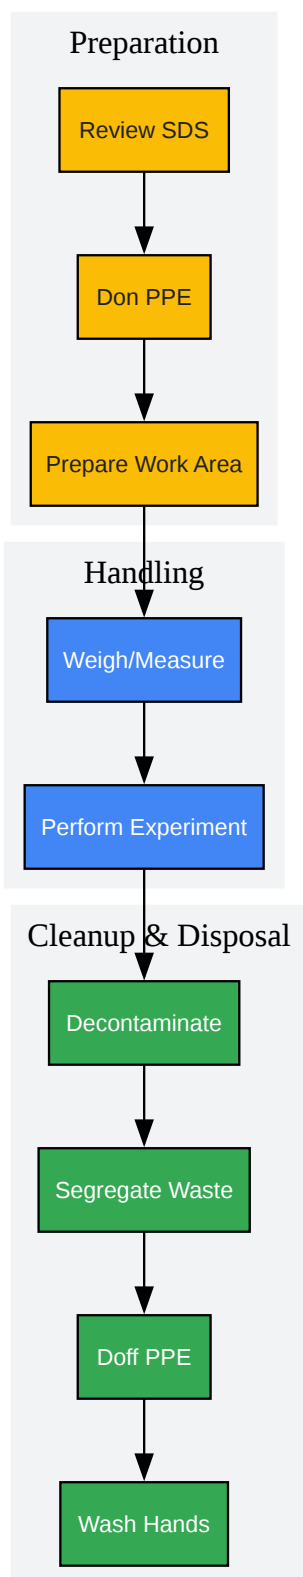 Preparation
Review SDS
Don PPE
Prepare Work Area
Handling
Weigh/Measure
Perform Experiment
Cleanup & Disposal
Decontaminate
Segregate Waste
Doff PPE
Wash Hands